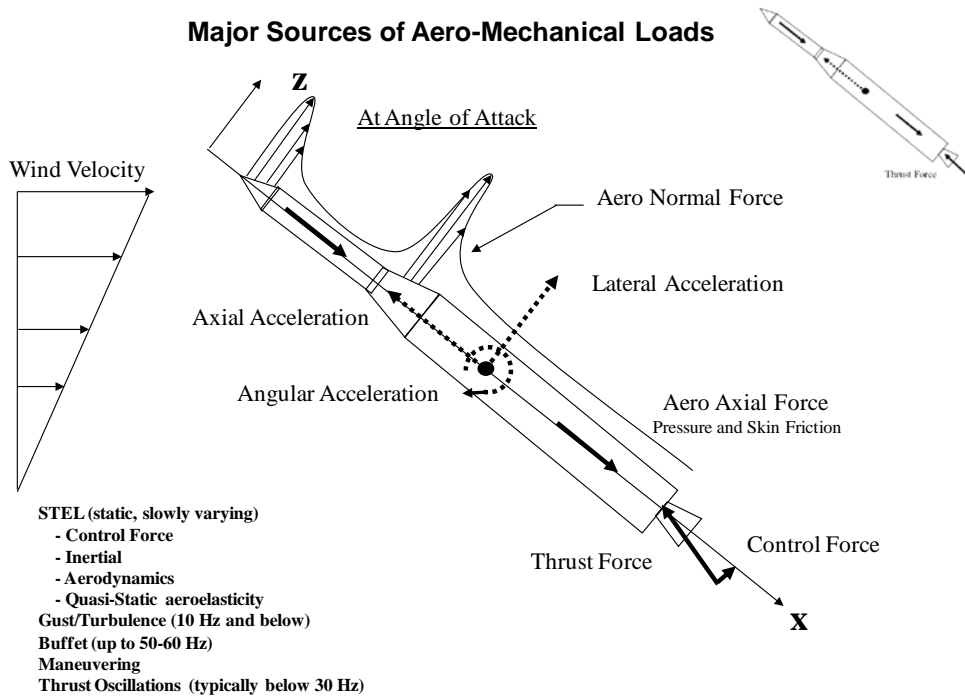 Major Sources of Aero-Mechanical Loads
z
At Angle of Attack
Thrust Force
Wind Velocity
Aero Normal Force
Lateral Acceleration
Axial Acceleration
Angular Acceleration
Aero Axial Force
Pressure and Skin Friction
Thrust Force
Control Force
x
STEL (static, slowly varying)
- Control Force
- Inertial
- Aerodynamics
- Quasi-Static aeroelasticity
Gust/Turbulence (10 Hz and below)
Buffet (up to 50-60 Hz)
Maneuvering
Thrust Oscillations (typically below 30 Hz)